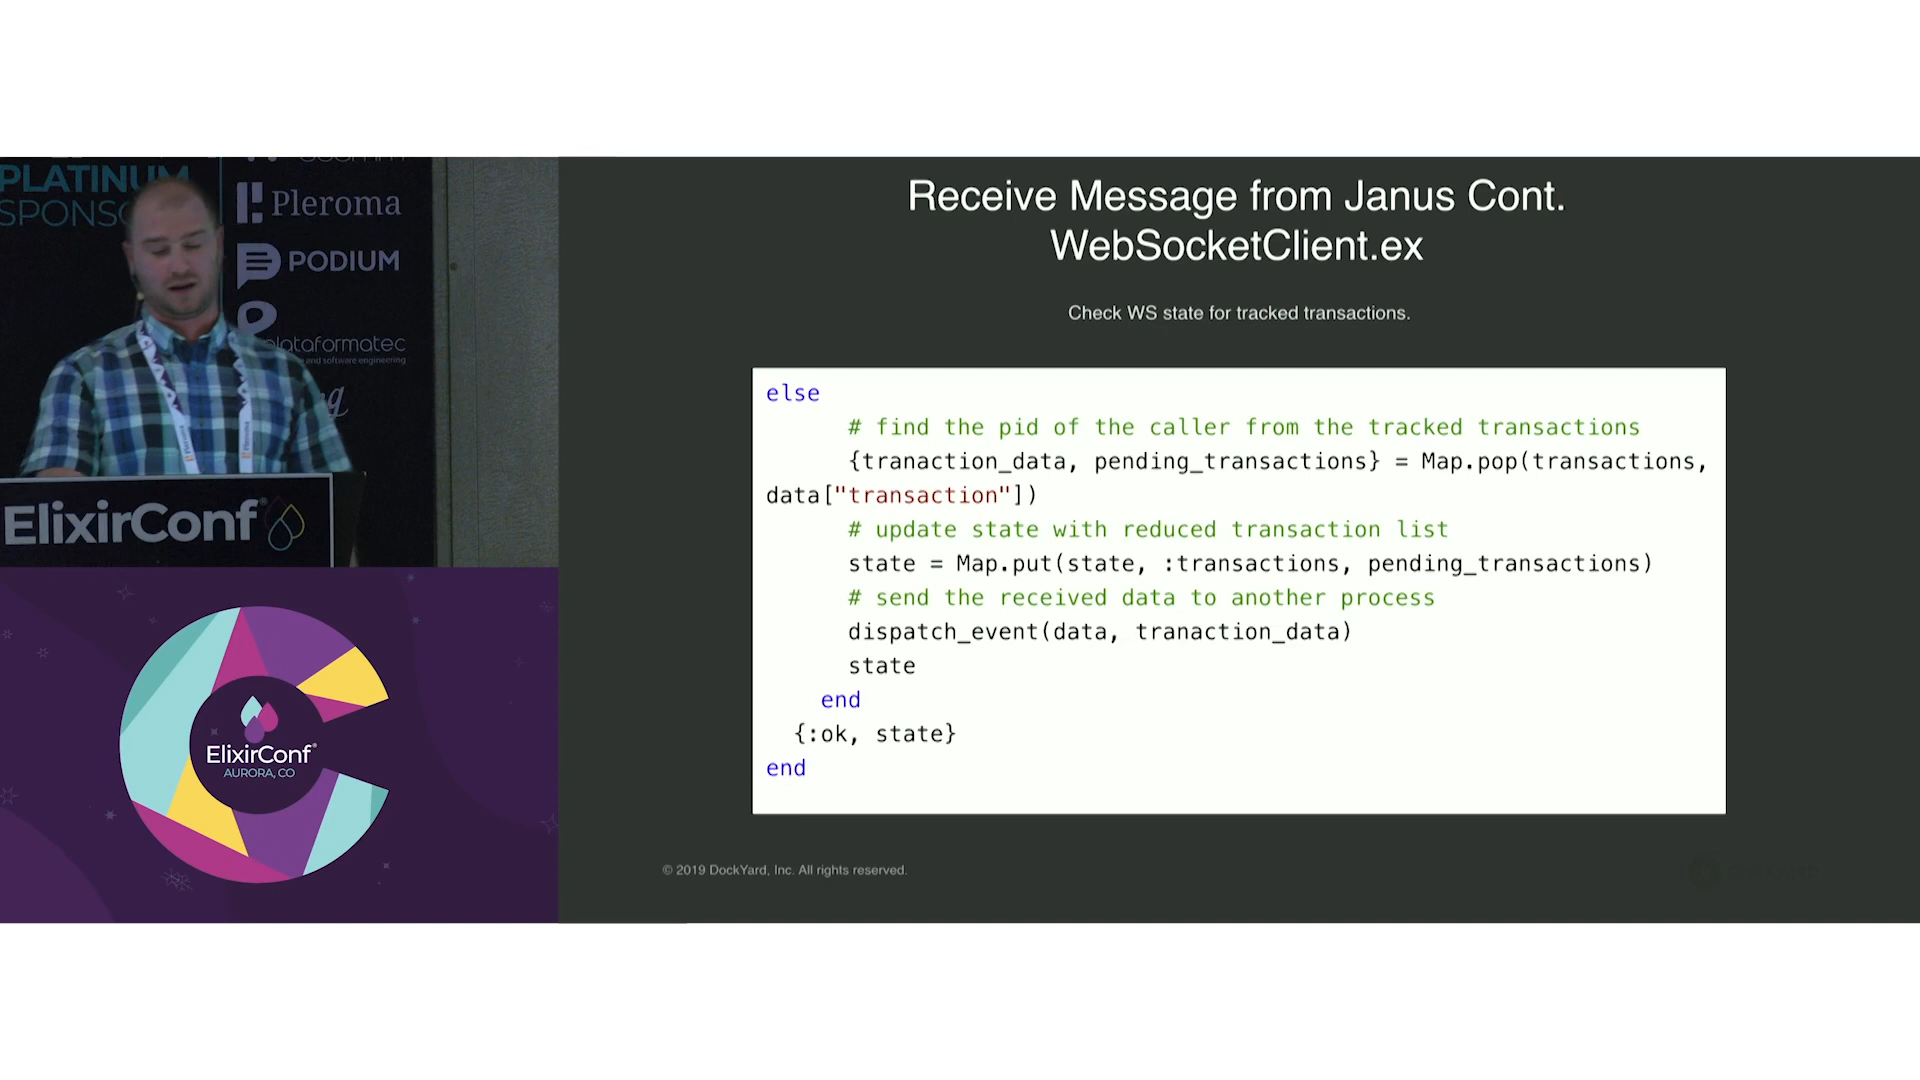 PLATINUM
Pleroma
PODIUM
plataformatec
and software engineering
ElixirConf
ElixirConf
AURORA, CO
Receive Message from Janus Cont.
WebSocketClient.ex
Check WS state for tracked transactions.
else
# find the pid of the caller from the tracked transactions
{tranaction_data, pending_transactions} = Map.pop(transactions,
data["transaction"])
# update state with reduced transaction list
state = Map.put(state, :transactions, pending_transactions)
# send the received data to another process
dispatch_event(data, tranaction_data)
state
end
{:ok, state}
end
© 2019 DockYard, Inc. All rights reserved.